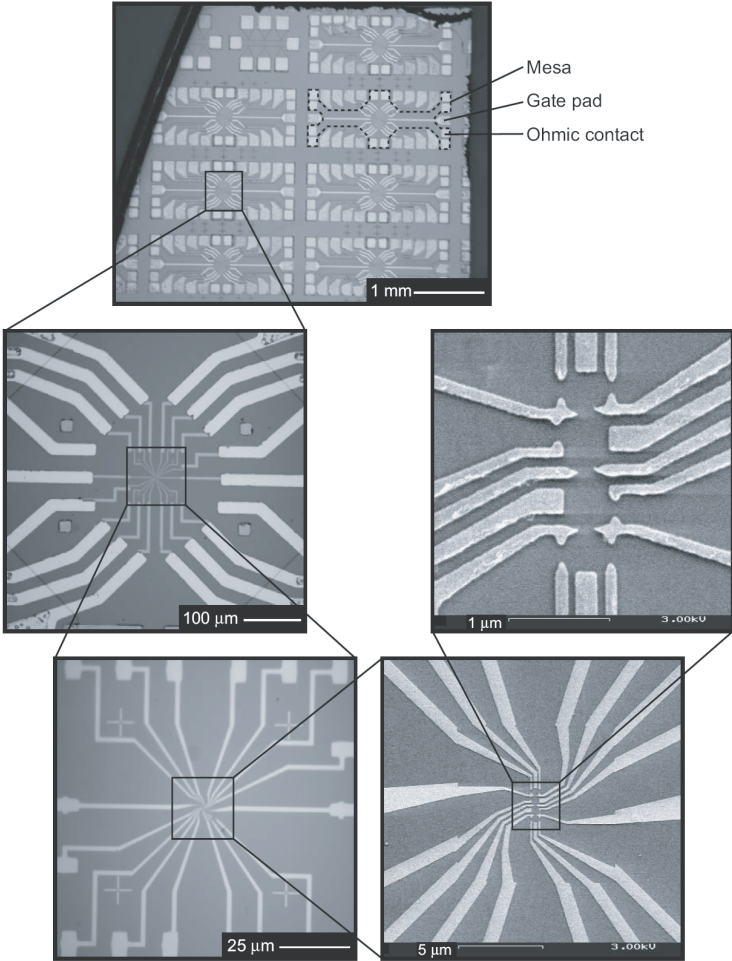 Mesa
Gate pad
Ohmic contact
1 mm
100 μm
1 μm
3.00kV
25 μm
5 μm
3.00kV